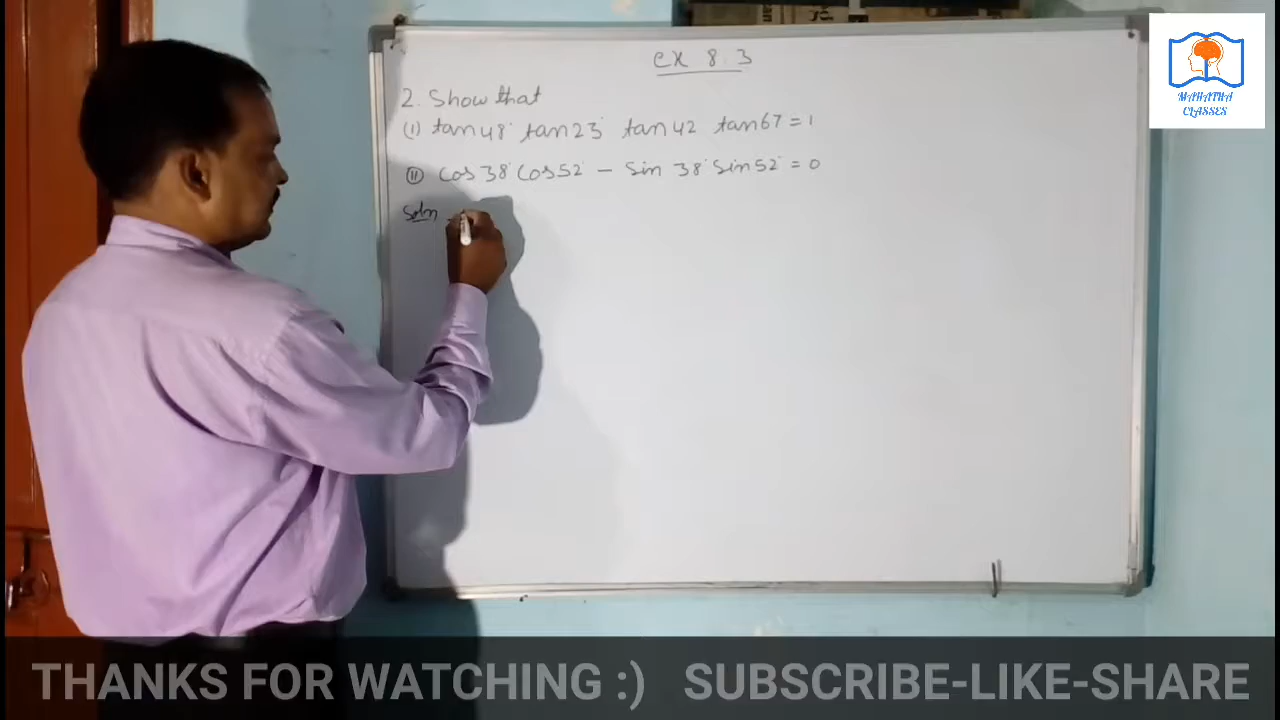 ex 8.3
2. Show that
(i) tan 48° tan 23° tan 42 tan 67 = 1
(ii) Cos 38° Cos 52° - Sin 38° Sin 52° = 0
Soln
MAHATHA
CLASSES
THANKS FOR WATCHING :) SUBSCRIBE-LIKE-SHARE